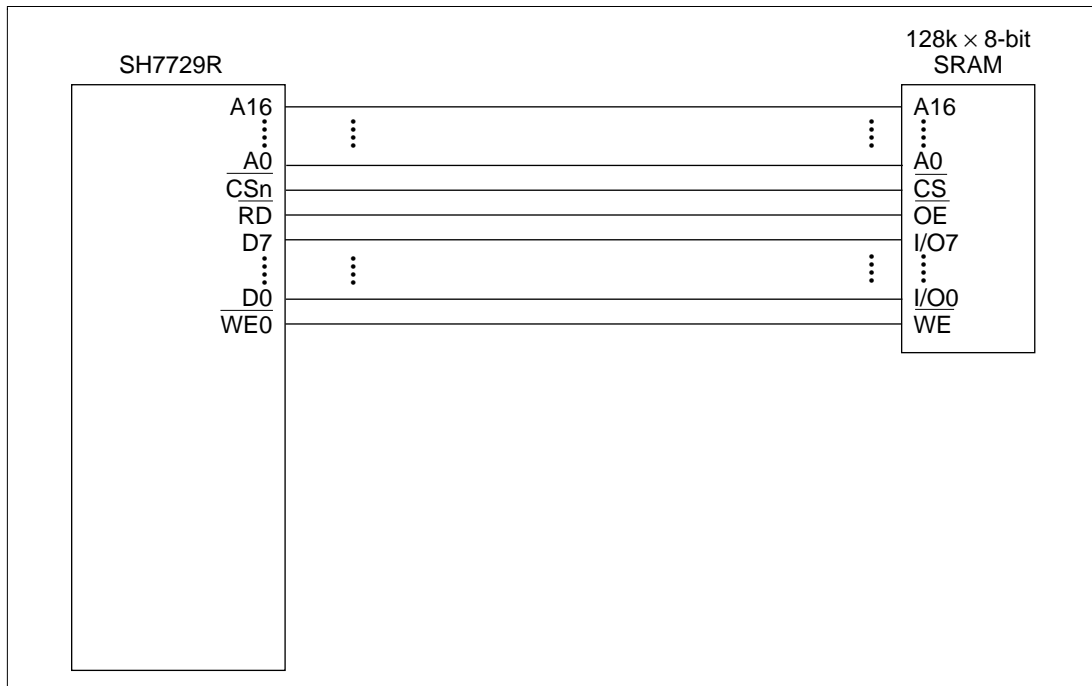 128k × 8-bit
SRAM
SH7729R
A16
A0
CSn
RD
D7
D0
WE0
A16
A0
CS
OE
I/O7
I/O0
WE